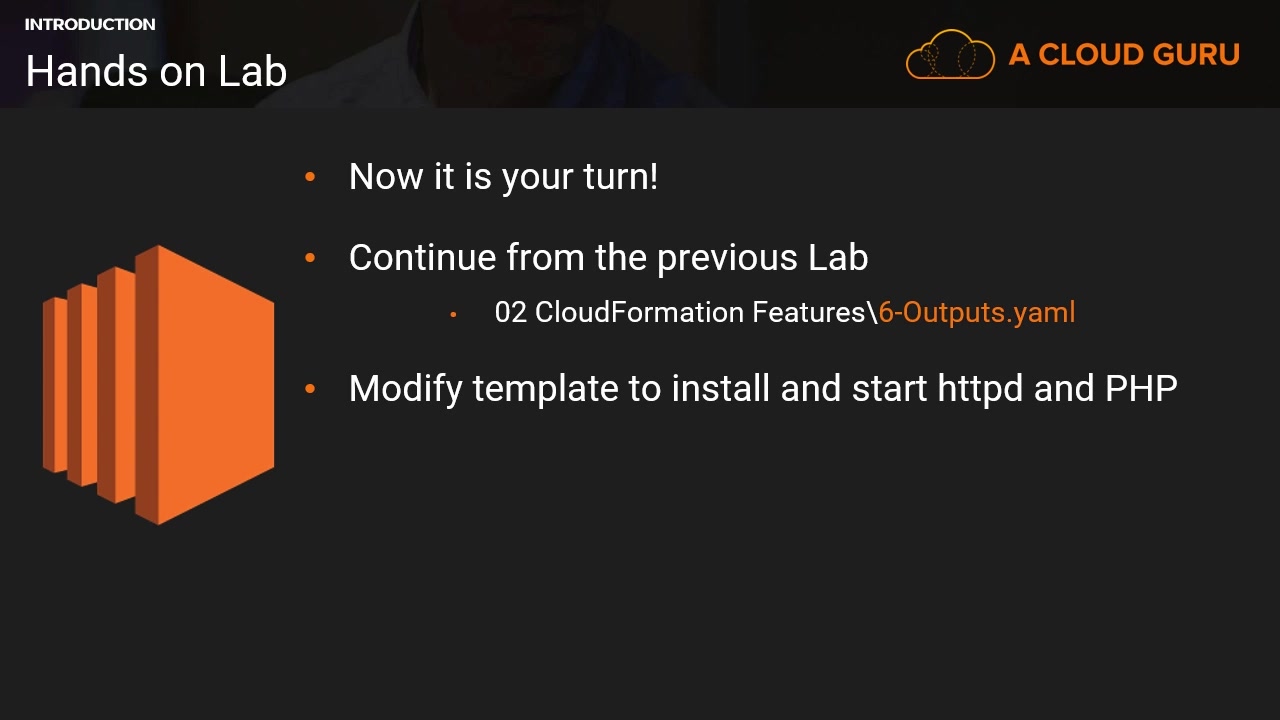 INTRODUCTION
Hands on Lab
A CLOUD GURU
• Now it is your turn!
• Continue from the previous Lab
• 02 CloudFormation Features\6-Outputs.yaml
• Modify template to install and start httpd and PHP